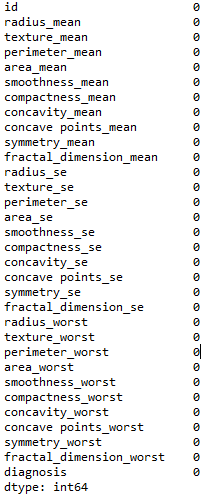 id 0
radius_mean 0
texture_mean 0
perimeter_mean 0
area_mean 0
smoothness_mean 0
compactness_mean 0
concavity_mean 0
concave points_mean 0
symmetry_mean 0
fractal_dimension_mean 0
radius_se 0
texture_se 0
perimeter_se 0
area_se 0
smoothness_se 0
compactness_se 0
concavity_se 0
concave points_se 0
symmetry_se 0
fractal_dimension_se 0
radius_worst 0
texture_worst 0
perimeter_worst 0
area_worst 0
smoothness_worst 0
compactness_worst 0
concavity_worst 0
concave points_worst 0
symmetry_worst 0
fractal_dimension_worst 0
diagnosis 0
dtype: int64